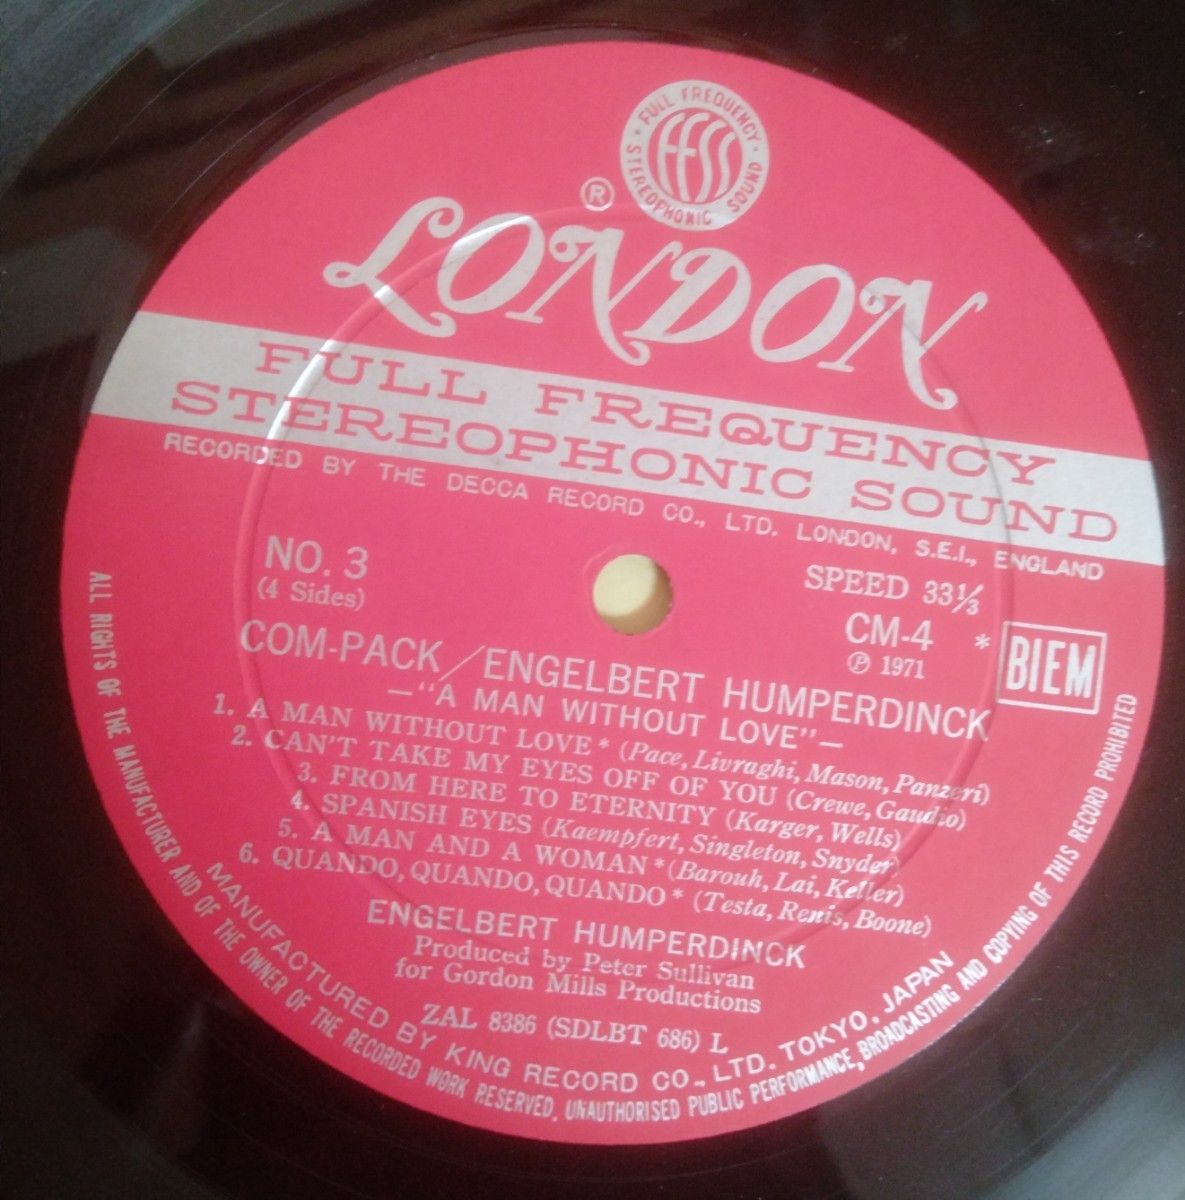 FULL FREQUENCY
FFSS
STEREOPHONIC SOUND
®
LONDON
FULL FREQUENCY
STEREOPHONIC SOUND
RECORDED BY THE DECCA RECORD CO., LTD. LONDON, S.E.I., ENGLAND
NO. 3
(4 Sides)
SPEED 33⅓
CM-4
℗ 1971
* BIEM
COM-PACK/ENGELBERT HUMPERDINCK
—"A MAN WITHOUT LOVE"—
1. A MAN WITHOUT LOVE* (Pace, Livraghi, Mason, Panzeri)
2. CAN'T TAKE MY EYES OFF OF YOU (Crewe, Gaudio)
3. FROM HERE TO ETERNITY (Karger, Wells)
4. SPANISH EYES (Kaempfert, Singleton, Snyder)
5. A MAN AND A WOMAN* (Barouh, Lai, Keller)
6. QUANDO, QUANDO, QUANDO* (Testa, Renis, Boone)
ENGELBERT HUMPERDINCK
Produced by Peter Sullivan
for Gordon Mills Productions
ZAL 8386 (SDLBT 686) L
MANUFACTURED BY KING RECORD CO., LTD. TOKYO, JAPAN
ALL RIGHTS OF THE MANUFACTURER AND OF THE OWNER OF THE RECORDED WORK RESERVED, UNAUTHORISED PUBLIC PERFORMANCE, BROADCASTING AND COPYING OF THIS RECORD PROHIBITED